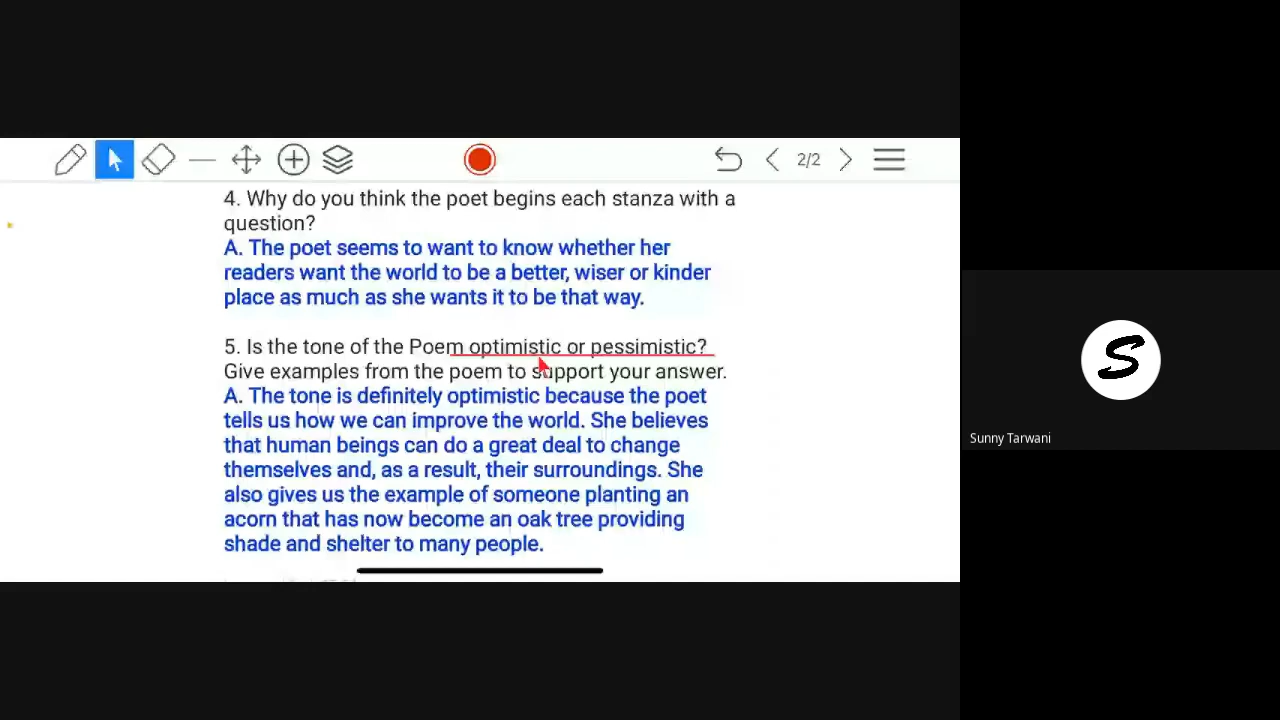 2/2
4. Why do you think the poet begins each stanza with a
question?
A. The poet seems to want to know whether her
readers want the world to be a better, wiser or kinder
place as much as she wants it to be that way.
5. Is the tone of the Poem optimistic or pessimistic?
Give examples from the poem to support your answer.
A. The tone is definitely optimistic because the poet
tells us how we can improve the world. She believes
that human beings can do a great deal to change
themselves and, as a result, their surroundings. She
also gives us the example of someone planting an
acorn that has now become an oak tree providing
shade and shelter to many people.
S
Sunny Tarwani